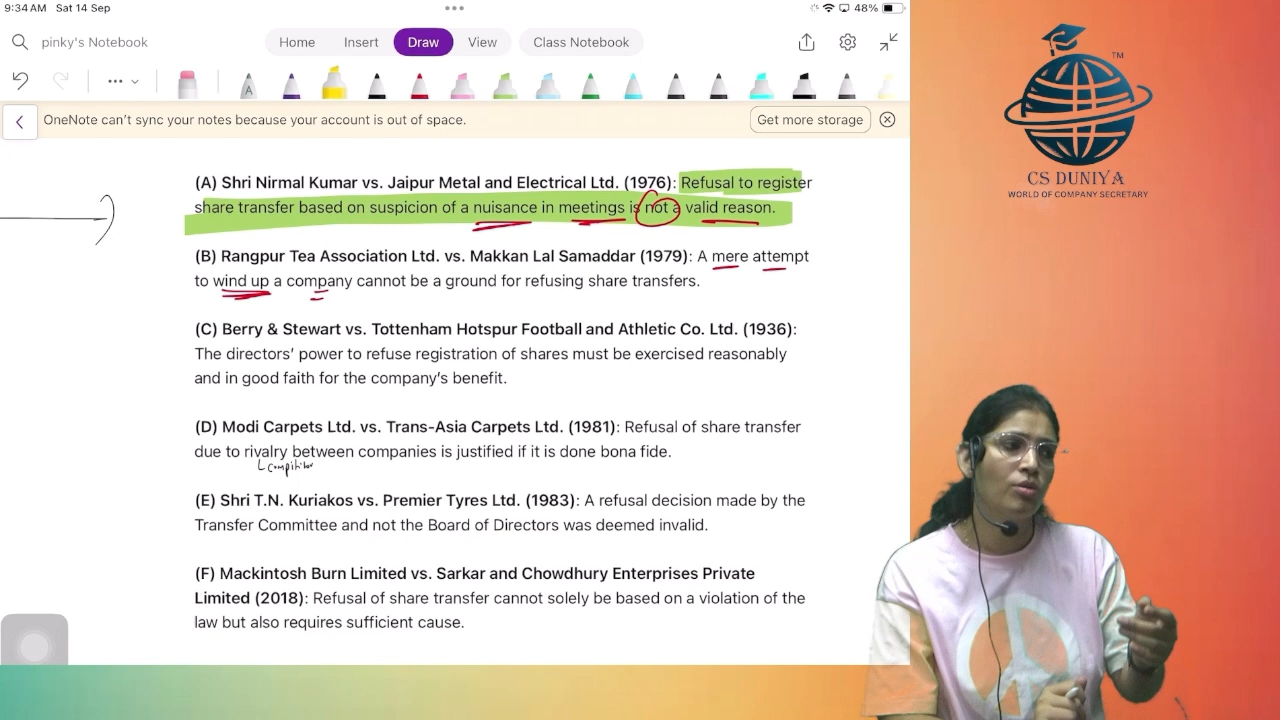 9:34 AM Sat 14 Sep
48%
pinky's Notebook
Home
Insert
Draw
View
Class Notebook
A
OneNote can't sync your notes because your account is out of space.
Get more storage
(A) Shri Nirmal Kumar vs. Jaipur Metal and Electrical Ltd. (1976): Refusal to register
share transfer based on suspicion of a nuisance in meetings is not a valid reason.
(B) Rangpur Tea Association Ltd. vs. Makkan Lal Samaddar (1979): A mere attempt
to wind up a company cannot be a ground for refusing share transfers.
(C) Berry & Stewart vs. Tottenham Hotspur Football and Athletic Co. Ltd. (1936):
The directors' power to refuse registration of shares must be exercised reasonably
and in good faith for the company's benefit.
(D) Modi Carpets Ltd. vs. Trans-Asia Carpets Ltd. (1981): Refusal of share transfer
due to rivalry between companies is justified if it is done bona fide.
(E) Shri T.N. Kuriakos vs. Premier Tyres Ltd. (1983): A refusal decision made by the
Transfer Committee and not the Board of Directors was deemed invalid.
(F) Mackintosh Burn Limited vs. Sarkar and Chowdhury Enterprises Private
Limited (2018): Refusal of share transfer cannot solely be based on a violation of the
law but also requires sufficient cause.
TM
CS DUNIYA
WORLD OF COMPANY SECRETARY